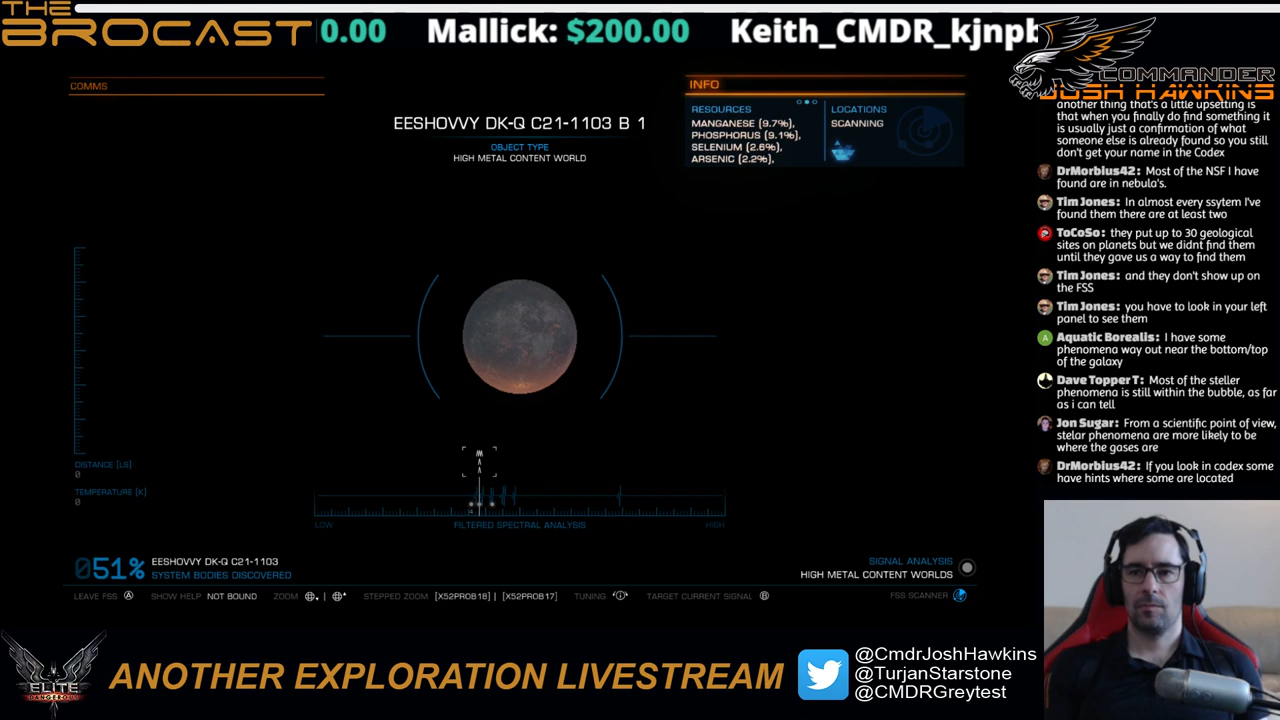 THE
BROCAST
0.00 Mallick: $200.00 Keith_CMDR_kjnpb
COMMANDER
JOSH HAWKINS
COMMS
EESHOVVY DK-Q C21-1103 B 1
OBJECT TYPE
HIGH METAL CONTENT WORLD
INFO
RESOURCES
MANGANESE (9.7%),
PHOSPHORUS (9.1%),
SELENIUM (2.6%),
ARSENIC (2.2%),
LOCATIONS
SCANNING
another thing that's a little upsetting is
that when you finally do find something it
is usually just a confirmation of what
someone else is already found so you still
don't get your name in the Codex
DrMorbius42: Most of the NSF I have
found are in nebula's.
Tim Jones: In almost every ssytem I've
found them there are at least two
ToCoSo: they put up to 30 geological
sites on planets but we didnt find them
until they gave us a way to find them
Tim Jones: and they don't show up on
the FSS
Tim Jones: you have to look in your left
panel to see them
A
Aquatic Borealis: I have some
phenomena way out near the bottom/top
of the galaxy
Dave Topper T: Most of the steller
phenomena is still within the bubble, as far
as i can tell
Jon Sugar: From a scientific point of view,
stelar phenomena are more likely to be
where the gases are
DrMorbius42: If you look in codex some
have hints where some are located
DISTANCE [LS]
0
TEMPERATURE [K]
0
LOW FILTERED SPECTRAL ANALYSIS HIGH
051% EESHOVVY DK-Q C21-1103
SYSTEM BODIES DISCOVERED
SIGNAL ANALYSIS
HIGH METAL CONTENT WORLDS
LEAVE FSS A SHOW HELP NOT BOUND ZOOM | STEPPED ZOOM [X52PROB18] | [X52PROB17] TUNING TARGET CURRENT SIGNAL B FSS SCANNER
ELITE
DANGEROUS
ANOTHER EXPLORATION LIVESTREAM
@CmdrJoshHawkins
@TurjanStarstone
@CMDRGreytest